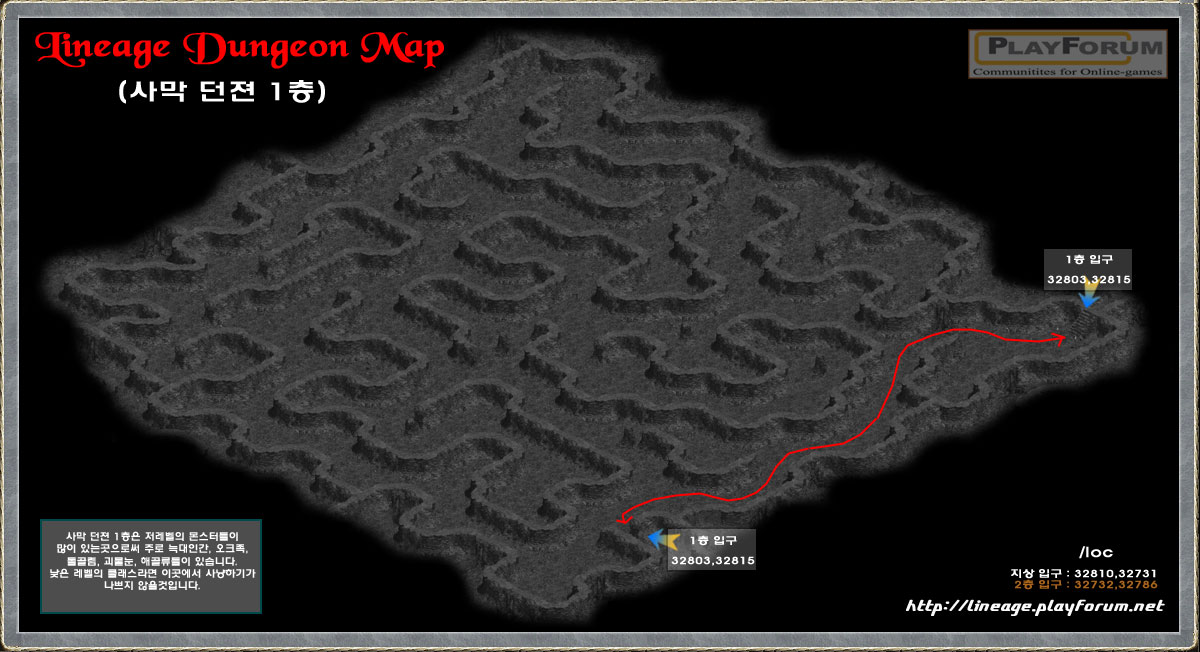 Lineage Dungeon Map
(사막 던젼 1층)
PLAYFORUM
Communitites for Online-games
1층 입구
32803,32815
1층 입구
32803,32815
사막 던젼 1층은 저레벨의 몬스터들이
많이 있는곳으로써 주로 늑대인간, 오크족,
돌골렘, 괴물눈, 해골류들이 있습니다.
낮은 레벨의 클래스라면 이곳에서 사냥하기가
나쁘지 않을것입니다.
/loc
지상 입구 : 32810,32731
2층 입구 : 32732,32786
http://lineage.playforum.net